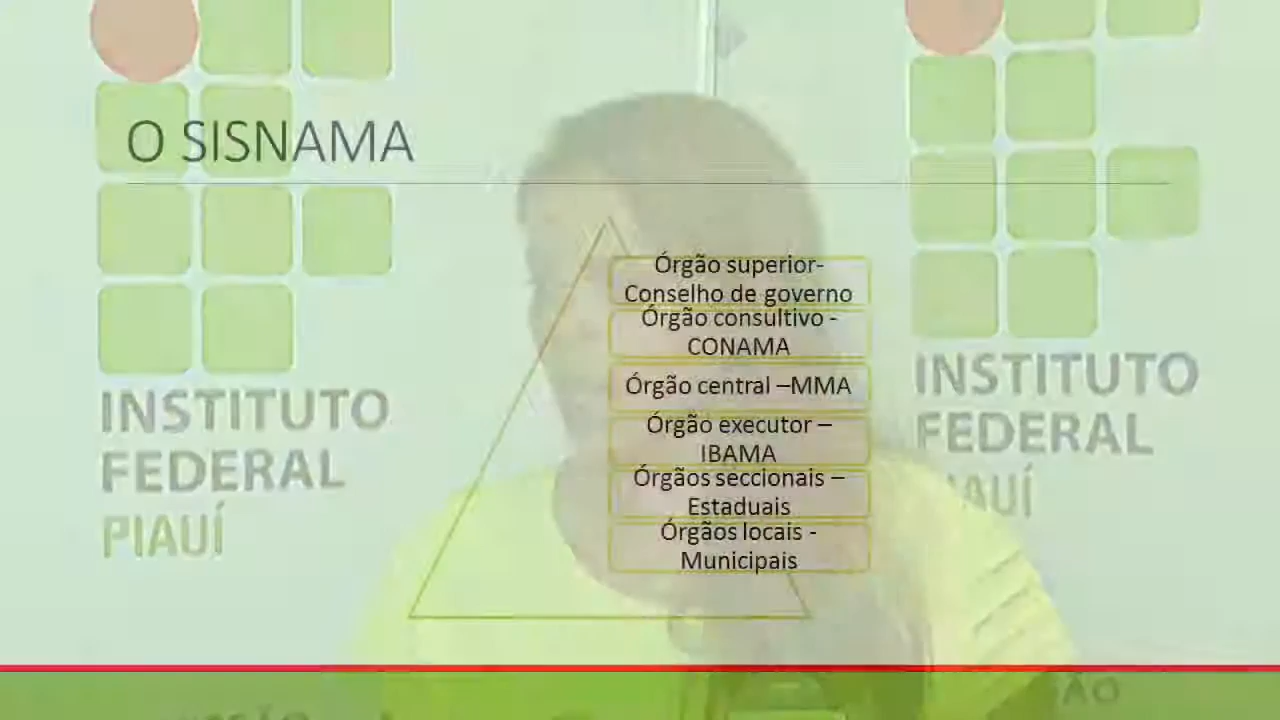 O SISNAMA
Órgão superior-
Conselho de governo
Órgão consultivo -
CONAMA
Órgão central –MMA
Órgão executor –
IBAMA
Órgãos seccionais –
Estaduais
Órgãos locais -
Municipais
INSTITUTO
FEDERAL
PIAUÍ
INSTITUTO
FEDERAL
PIAUÍ